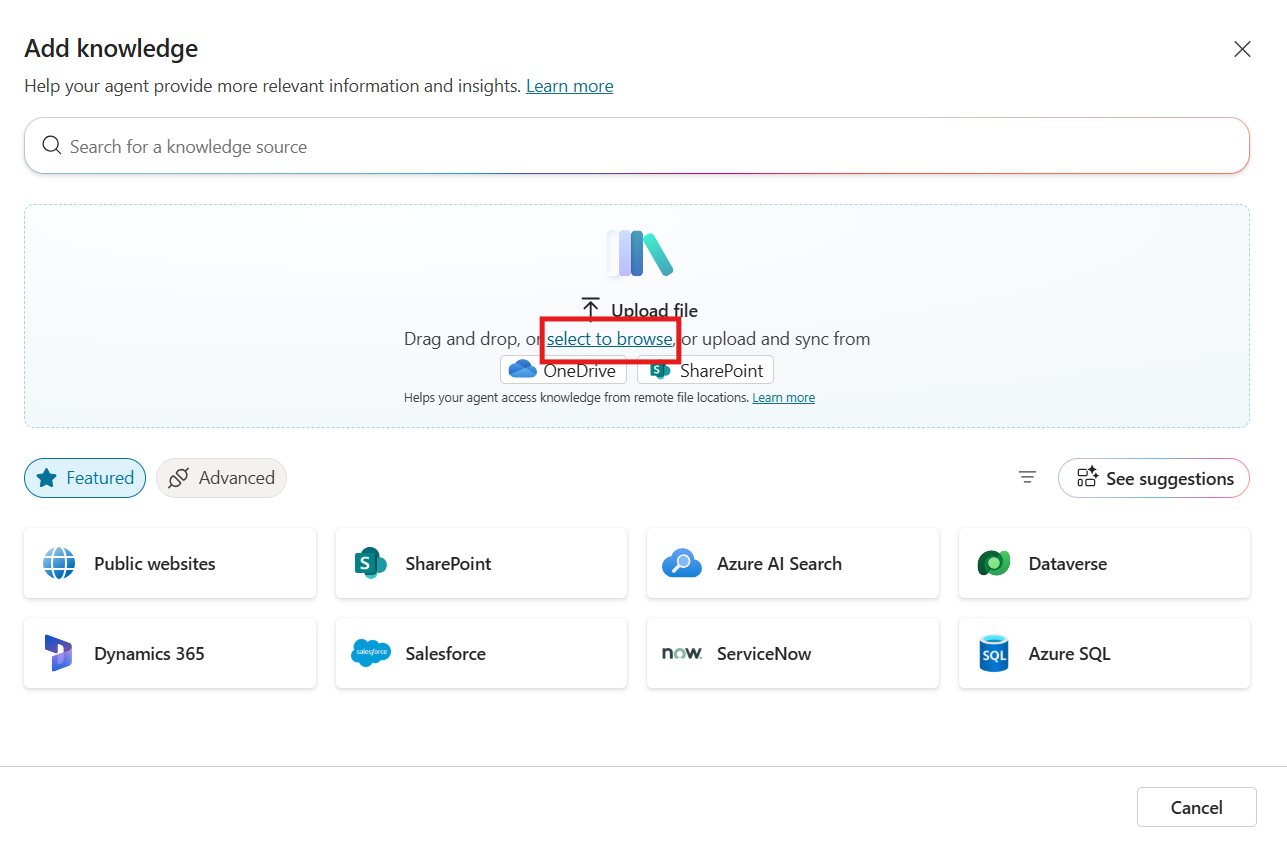 Add knowledge
Help your agent provide more relevant information and insights. Learn more
Search for a knowledge source
Upload file
Drag and drop, or select to browse, or upload and sync from
OneDrive SharePoint
Helps your agent access knowledge from remote file locations. Learn more
Featured Advanced See suggestions
Public websites S SharePoint Azure AI Search Dataverse
Dynamics 365 salesforce Salesforce now. ServiceNow SQL Azure SQL
Cancel